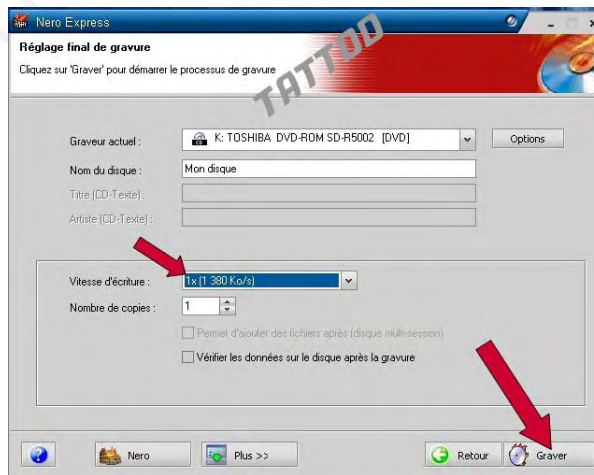 Nero Express
Réglage final de gravure
Cliquez sur 'Graver' pour démarrer le processus de gravure
TATTOO
Graveur actuel :
K: TOSHIBA DVD-ROM SD-R5002 [DVD]
Options
Nom du disque :
Mon disque
Titre (CD-Texte) :
Artiste (CD-Texte) :
Vitesse d'écriture :
1x (1 380 Ko/s)
Nombre de copies :
1
Permet d'ajouter des fichiers après (disque multi-session)
Vérifier les données sur le disque après la gravure
Nero
Plus >>
Retour
Graver